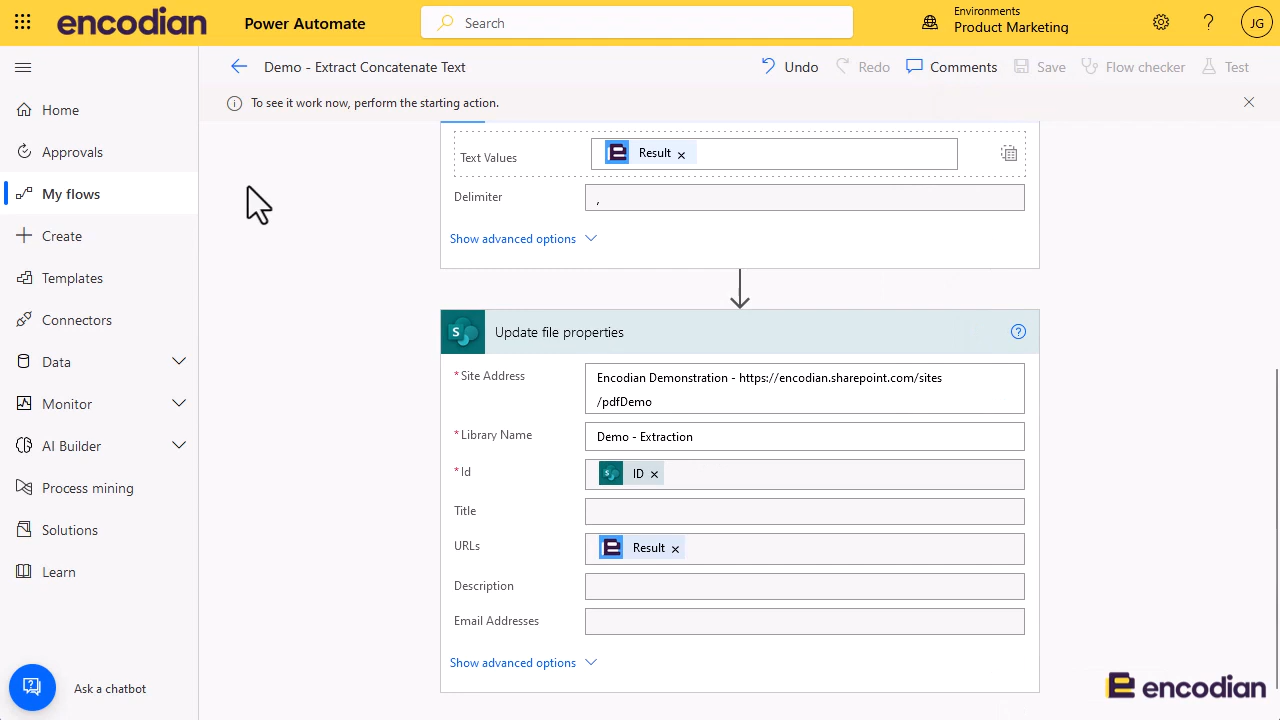 encodian
Power Automate
Search
Environments
Product Marketing
?
JG
Demo - Extract Concatenate Text
Undo
Redo
Comments
Save
Flow checker
Test
To see it work now, perform the starting action.
Home
Approvals
My flows
Create
Templates
Connectors
Data
Monitor
AI Builder
Process mining
Solutions
Learn
Ask a chatbot
Text Values
Result
Delimiter
,
Show advanced options
S
Update file properties
?
* Site Address
Encodian Demonstration - https://encodian.sharepoint.com/sites
/pdfDemo
* Library Name
Demo - Extraction
* Id
ID
Title
URLs
Result
Description
Email Addresses
Show advanced options
encodian